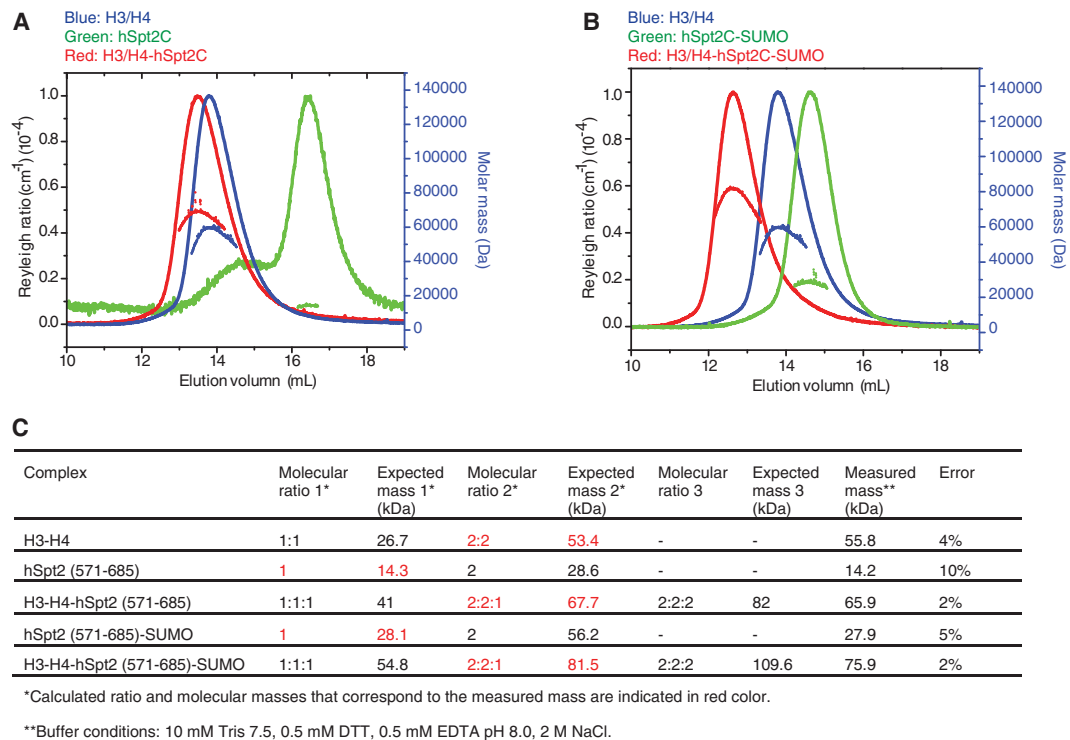 A
Blue: H3/H4
Green: hSpt2C
Red: H3/H4-hSpt2C
Reyleigh ratio (cm-1) (10-4)
1.0
0.8
0.6
0.4
0.2
0.0
10 12 14 16 18
Elution volumn (mL)
140000
120000
100000
80000
60000
40000
20000
0
Molar mass (Da)
B
Blue: H3/H4
Green: hSpt2C-SUMO
Red: H3/H4-hSpt2C-SUMO
Reyleigh ratio (cm-1) (10-4)
1.0
0.8
0.6
0.4
0.2
0.0
10 12 14 16 18
Elution volumn (mL)
140000
120000
100000
80000
60000
40000
20000
0
Molar mass (Da)
C
Complex Molecular ratio 1* Expected mass 1* (kDa) Molecular ratio 2* Expected mass 2* (kDa) Molecular ratio 3 Expected mass 3 (kDa) Measured mass** (kDa) Error
H3-H4 1:1 26.7 2:2 53.4 - - 55.8 4%
hSpt2 (571-685) 1 14.3 2 28.6 - - 14.2 10%
H3-H4-hSpt2 (571-685) 1:1:1 41 2:2:1 67.7 2:2:2 82 65.9 2%
hSpt2 (571-685)-SUMO 1 28.1 2 56.2 - - 27.9 5%
H3-H4-hSpt2 (571-685)-SUMO 1:1:1 54.8 2:2:1 81.5 2:2:2 109.6 75.9 2%
*Calculated ratio and molecular masses that correspond to the measured mass are indicated in red color.
**Buffer conditions: 10 mM Tris 7.5, 0.5 mM DTT, 0.5 mM EDTA pH 8.0, 2 M NaCl.